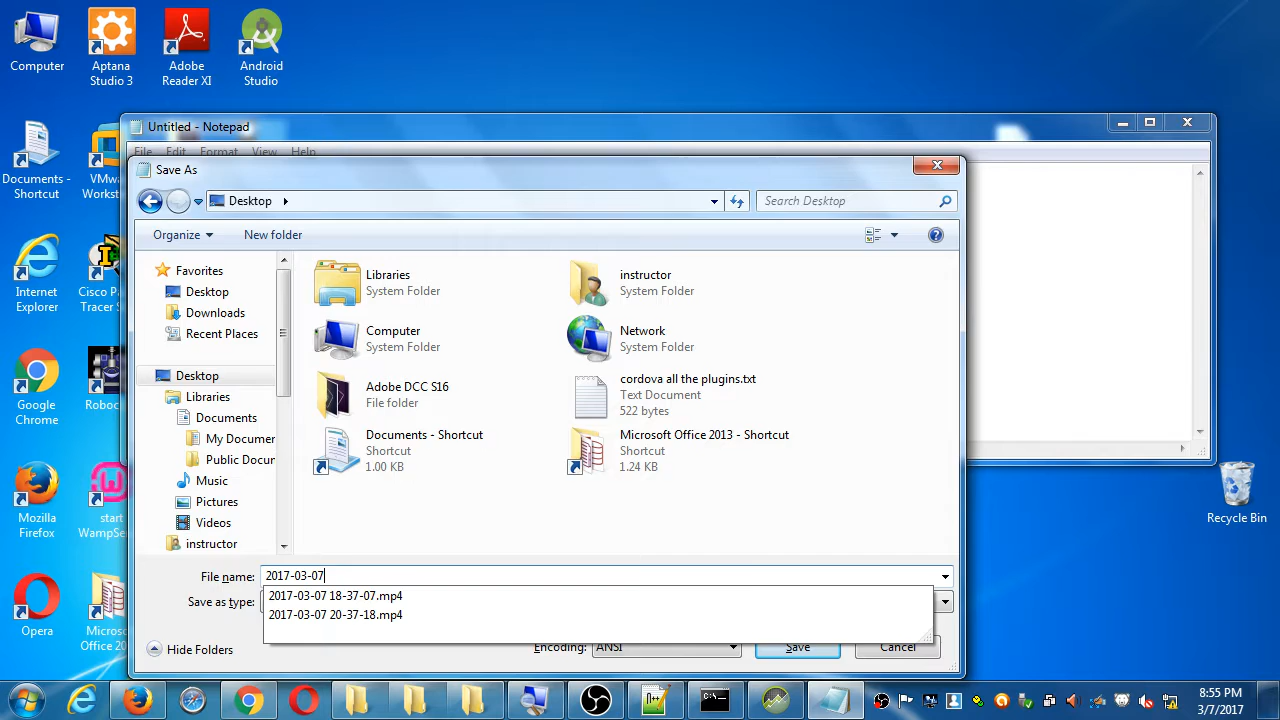 Computer
Aptana
Studio 3
Adobe
Reader XI
Android
Studio
Untitled - Notepad
File Edit Format View Help
Documents -
Shortcut
VMwa
Workst
Save As
Desktop
Search Desktop
Organize
New folder
Internet
Explorer
Cisco Pa
Tracer S
Favorites
Desktop
Downloads
Recent Places
Desktop
Libraries
Documents
My Documen
Public Docur
Music
Pictures
Videos
instructor
Libraries
System Folder
instructor
System Folder
Computer
System Folder
Network
System Folder
Adobe DCC S16
File folder
cordova all the plugins.txt
Text Document
522 bytes
Documents - Shortcut
Shortcut
1.00 KB
Microsoft Office 2013 - Shortcut
Shortcut
1.24 KB
Google
Chrome
Roboc
Mozilla
Firefox
start
WampSe
Recycle Bin
File name: 2017-03-07
2017-03-07 18-37-07.mp4
Save as type:
2017-03-07 20-37-18.mp4
Opera
Micros
Office 20
Hide Folders
Encoding: ANSI
Save
Cancel
8:55 PM
3/7/2017